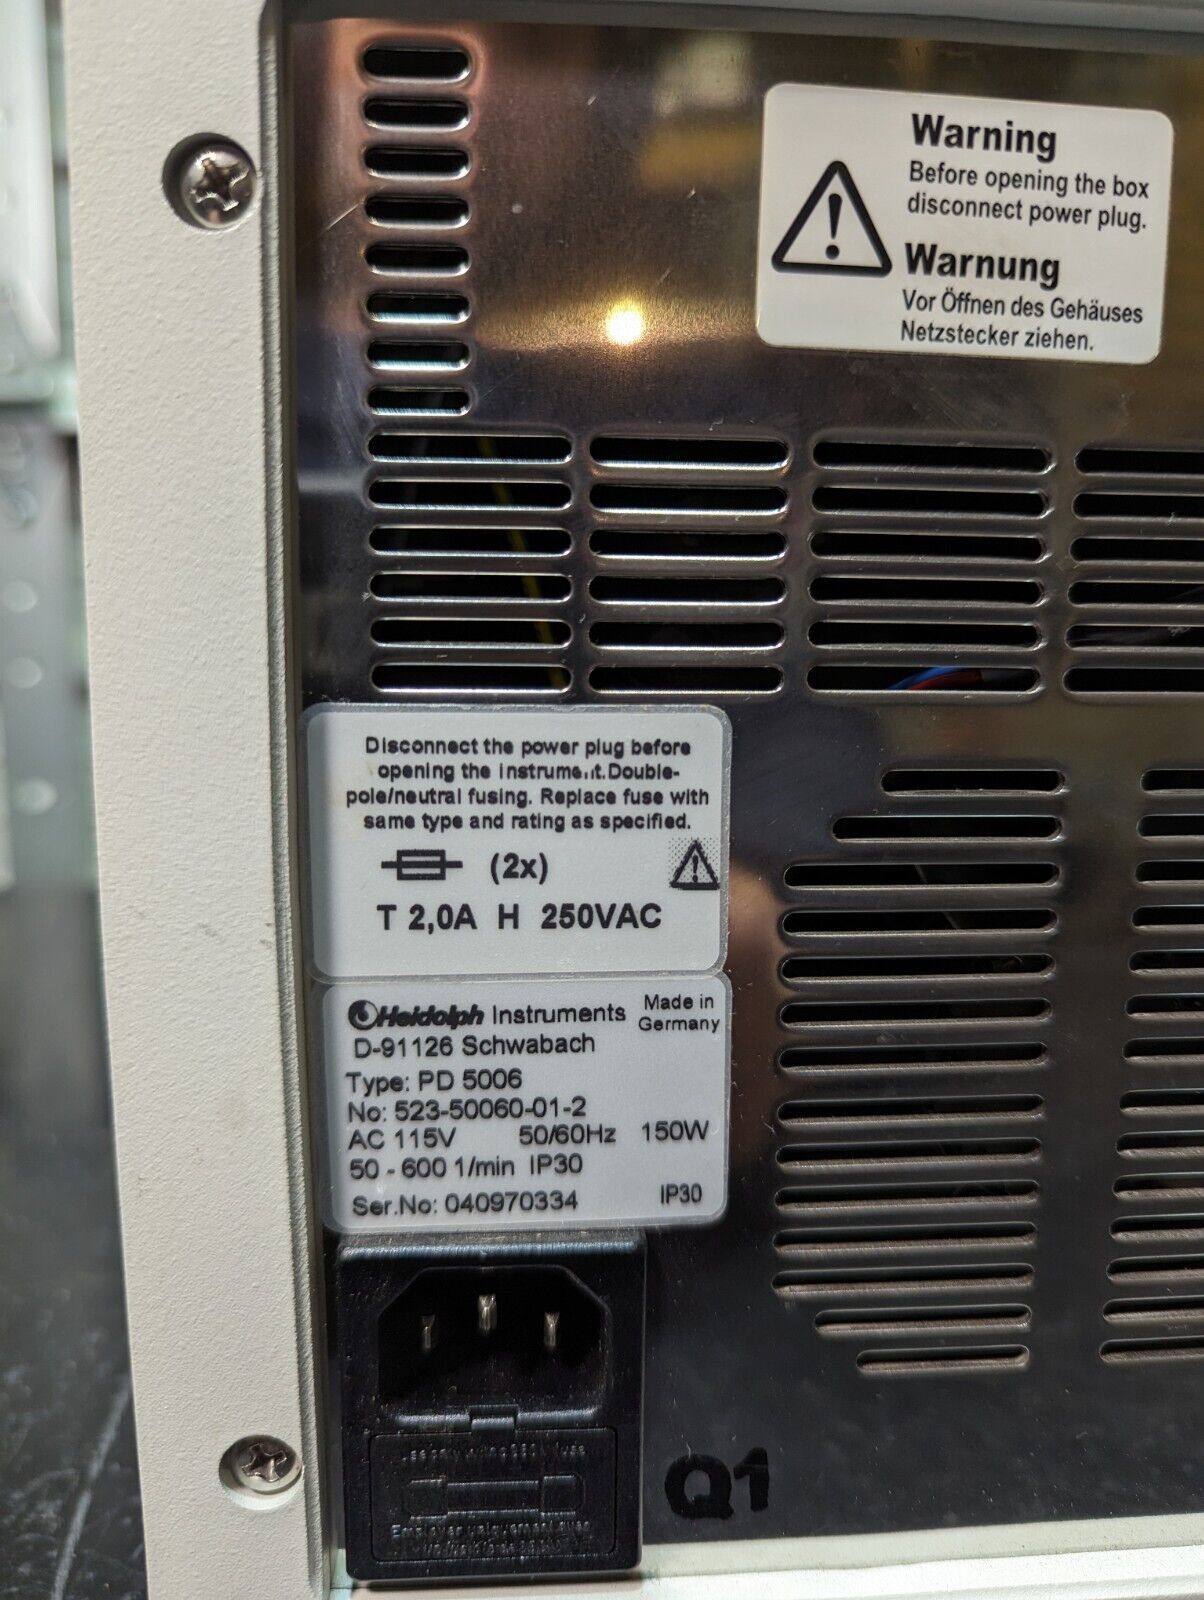 Warning
Before opening the box
disconnect power plug.
Warnung
Vor Öffnen des Gehäuses
Netzstecker ziehen.
Disconnect the power plug before
opening the instrument.Double-
pole/neutral fusing. Replace fuse with
same type and rating as specified.
(2x)
T 2,0A H 250VAC
Heidolph Instruments Made in
Germany
D-91126 Schwabach
Type: PD 5006
No: 523-50060-01-2
AC 115V 50/60Hz 150W
50 - 600 1/min IP30
Ser.No: 040970334 IP30
Q1